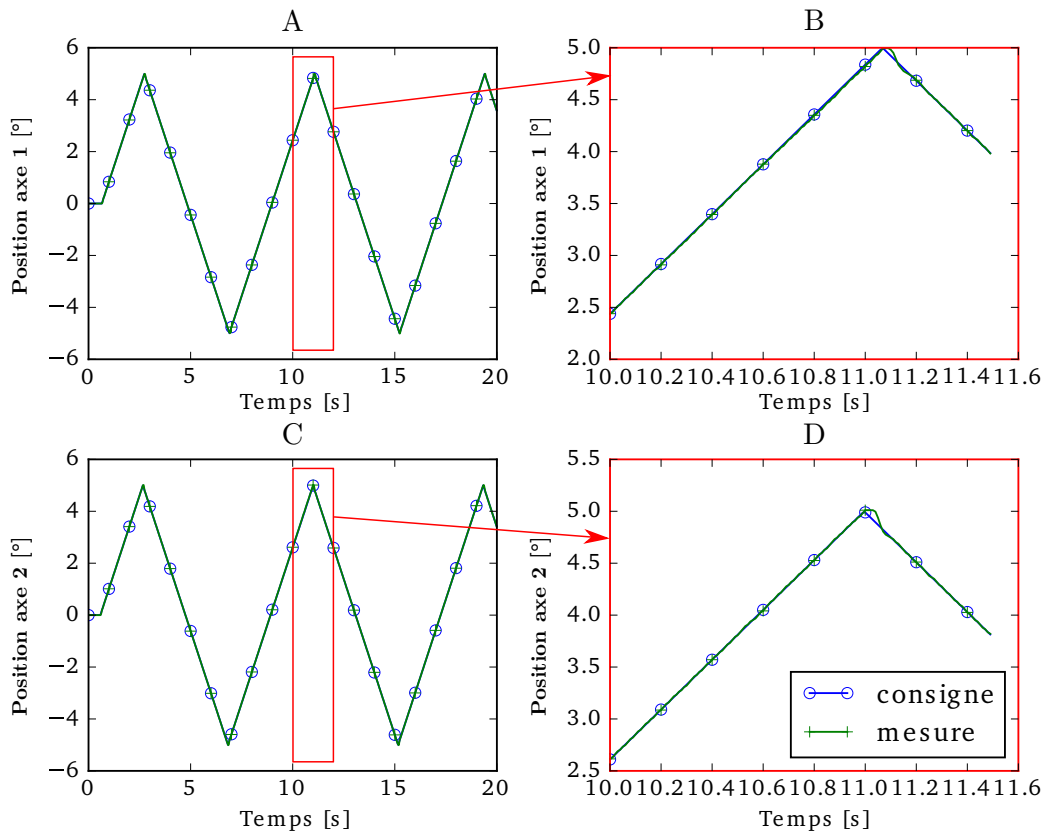 A
6
4
2
0
−2
−4
−6
Position axe 1 [°]
0 5 10 15 20
Temps [s]
B
5.0
4.5
4.0
3.5
3.0
2.5
2.0
Position axe 1 [°]
10.0 10.2 10.4 10.6 10.8 11.0 11.2 11.4 11.6
Temps [s]
C
6
4
2
0
−2
−4
−6
Position axe 2 [°]
0 5 10 15 20
Temps [s]
D
5.5
5.0
4.5
4.0
3.5
3.0
2.5
Position axe 2 [°]
10.0 10.2 10.4 10.6 10.8 11.0 11.2 11.4 11.6
Temps [s]
consigne
mesure